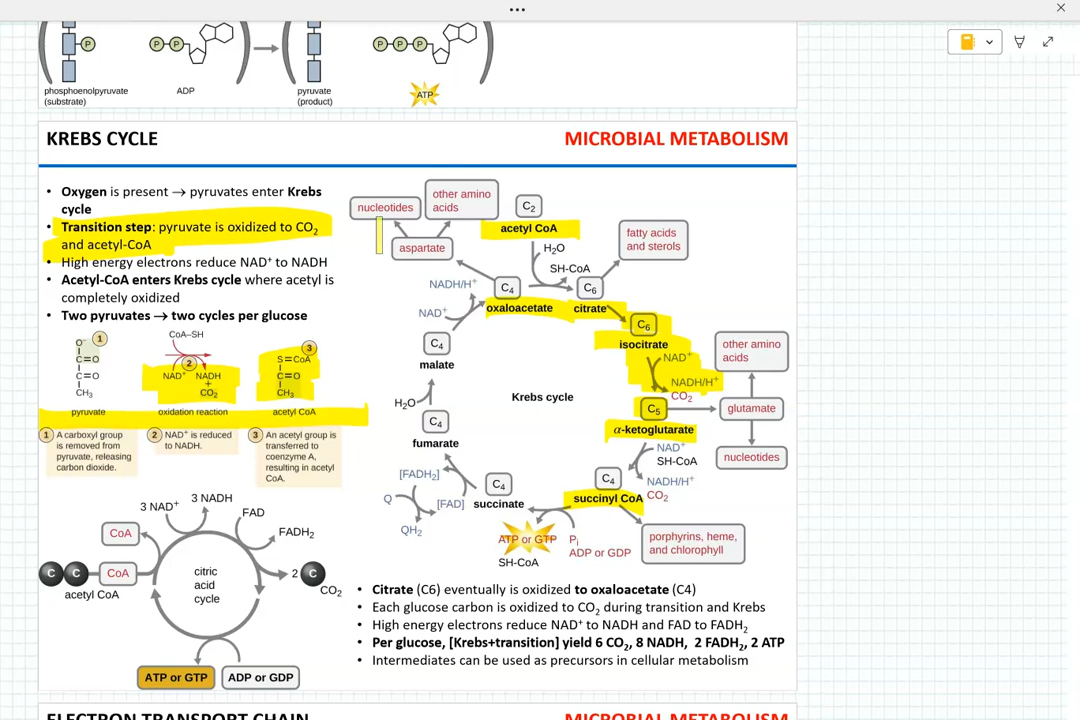 P
P P
P P P
phosphoenolpyruvate
(substrate)
ADP
pyruvate
(product)
ATP
KREBS CYCLE
MICROBIAL METABOLISM
• Oxygen is present → pyruvates enter Krebs
cycle
• Transition step: pyruvate is oxidized to CO₂
and acetyl-CoA
• High energy electrons reduce NAD⁺ to NADH
• Acetyl-CoA enters Krebs cycle where acetyl is
completely oxidized
• Two pyruvates → two cycles per glucose
O⁻
C=O
C=O
CH₃
1
pyruvate
CoA–SH
2
NAD⁺ NADH
+
CO₂
oxidation reaction
3
S=CoA
C=O
CH₃
acetyl CoA
1 A carboxyl group
is removed from
pyruvate, releasing
carbon dioxide.
2 NAD⁺ is reduced
to NADH.
3 An acetyl group is
transferred to
coenzyme A,
resulting in acetyl
CoA.
3 NAD⁺
3 NADH
FAD
FADH₂
CoA
C C CoA
acetyl CoA
citric
acid
cycle
2 C
CO₂
ATP or GTP
ADP or GDP
nucleotides
other amino
acids
aspartate
C₂
acetyl CoA
H₂O
SH-CoA
fatty acids
and sterols
C₄
oxaloacetate
C₆
citrate
C₆
isocitrate
NAD⁺
NADH/H⁺
CO₂
other amino
acids
C₅
α-ketoglutarate
glutamate
nucleotides
NAD⁺
SH-CoA
NADH/H⁺
CO₂
C₄
succinyl CoA
porphyrins, heme,
and chlorophyll
Pᵢ
ADP or GDP
ATP or GTP
SH-CoA
C₄
succinate
[FAD]
[FADH₂]
Q
QH₂
C₄
fumarate
H₂O
C₄
malate
NAD⁺
NADH/H⁺
Krebs cycle
• Citrate (C6) eventually is oxidized to oxaloacetate (C4)
• Each glucose carbon is oxidized to CO₂ during transition and Krebs
• High energy electrons reduce NAD⁺ to NADH and FAD to FADH₂
• Per glucose, [Krebs+transition] yield 6 CO₂, 8 NADH, 2 FADH₂, 2 ATP
• Intermediates can be used as precursors in cellular metabolism
ELECTRON TRANSPORT CHAIN
MICROBIAL METABOLISM